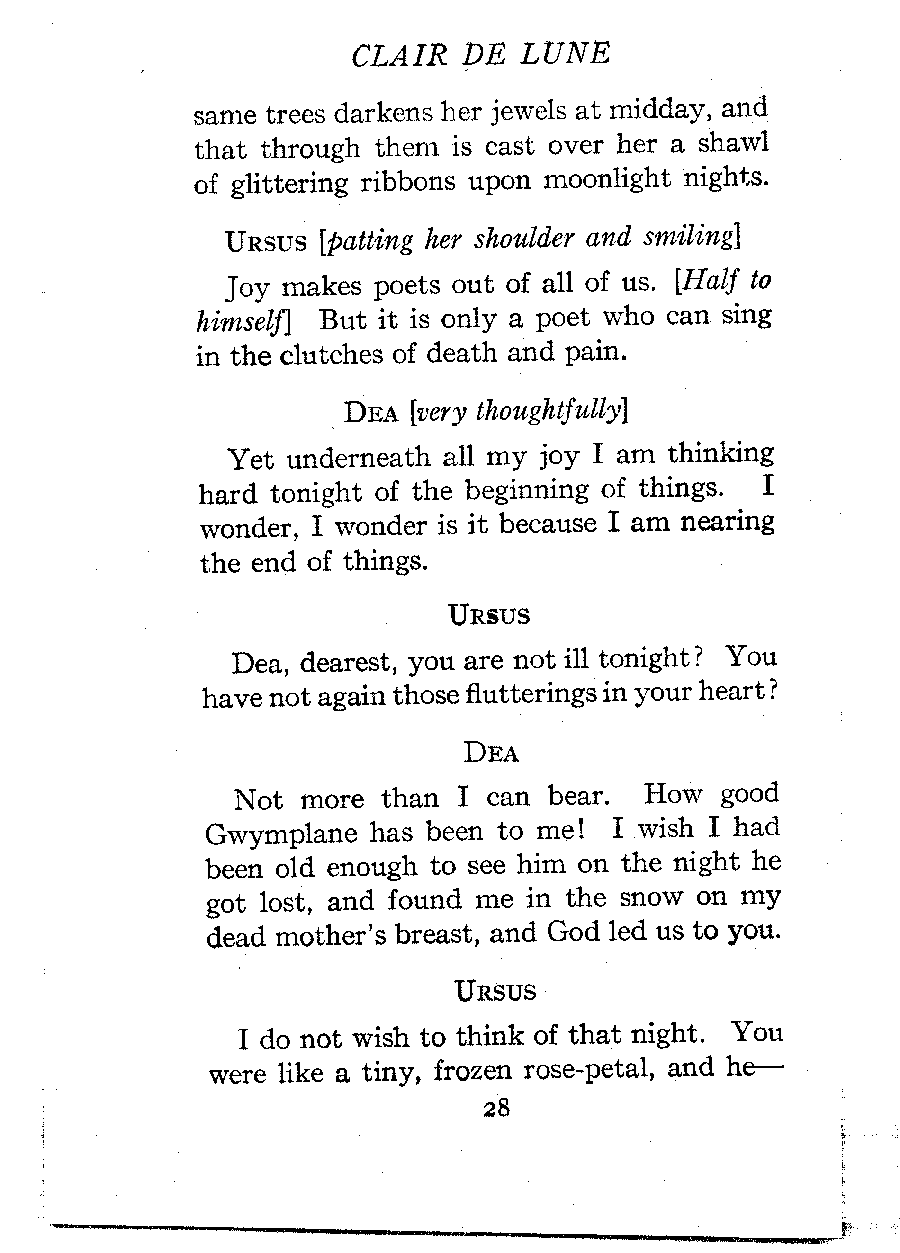 CLAIR DE LUNE
same trees darkens her jewels at midday, and
that through them is cast over her a shawl
of glittering ribbons upon moonlight nights.
URSUS [patting her shoulder and smiling]
Joy makes poets out of all of us. [Half to
himself] But it is only a poet who can sing
in the clutches of death and pain.
DEA [very thoughtfully]
Yet underneath all my joy I am thinking
hard tonight of the beginning of things. I
wonder, I wonder is it because I am nearing
the end of things.
URSUS
Dea, dearest, you are not ill tonight? You
have not again those flutterings in your heart?
DEA
Not more than I can bear. How good
Gwymplane has been to me! I wish I had
been old enough to see him on the night he
got lost, and found me in the snow on my
dead mother's breast, and God led us to you.
URSUS
I do not wish to think of that night. You
were like a tiny, frozen rose-petal, and he—
28